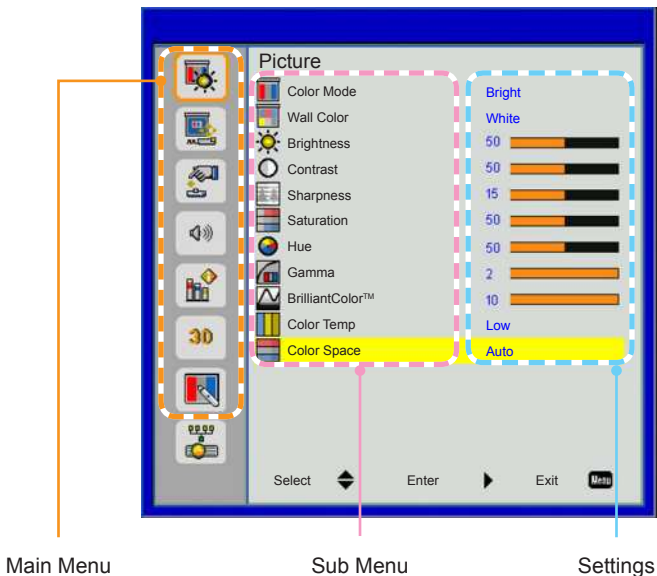 Picture
Color Mode Bright
Wall Color White
Brightness 50
Contrast 50
Sharpness 15
Saturation 50
Hue 50
Gamma 2
BrilliantColor™ 10
Color Temp Low
Color Space Auto
3D
Select Enter Exit Menu
Main Menu Sub Menu Settings